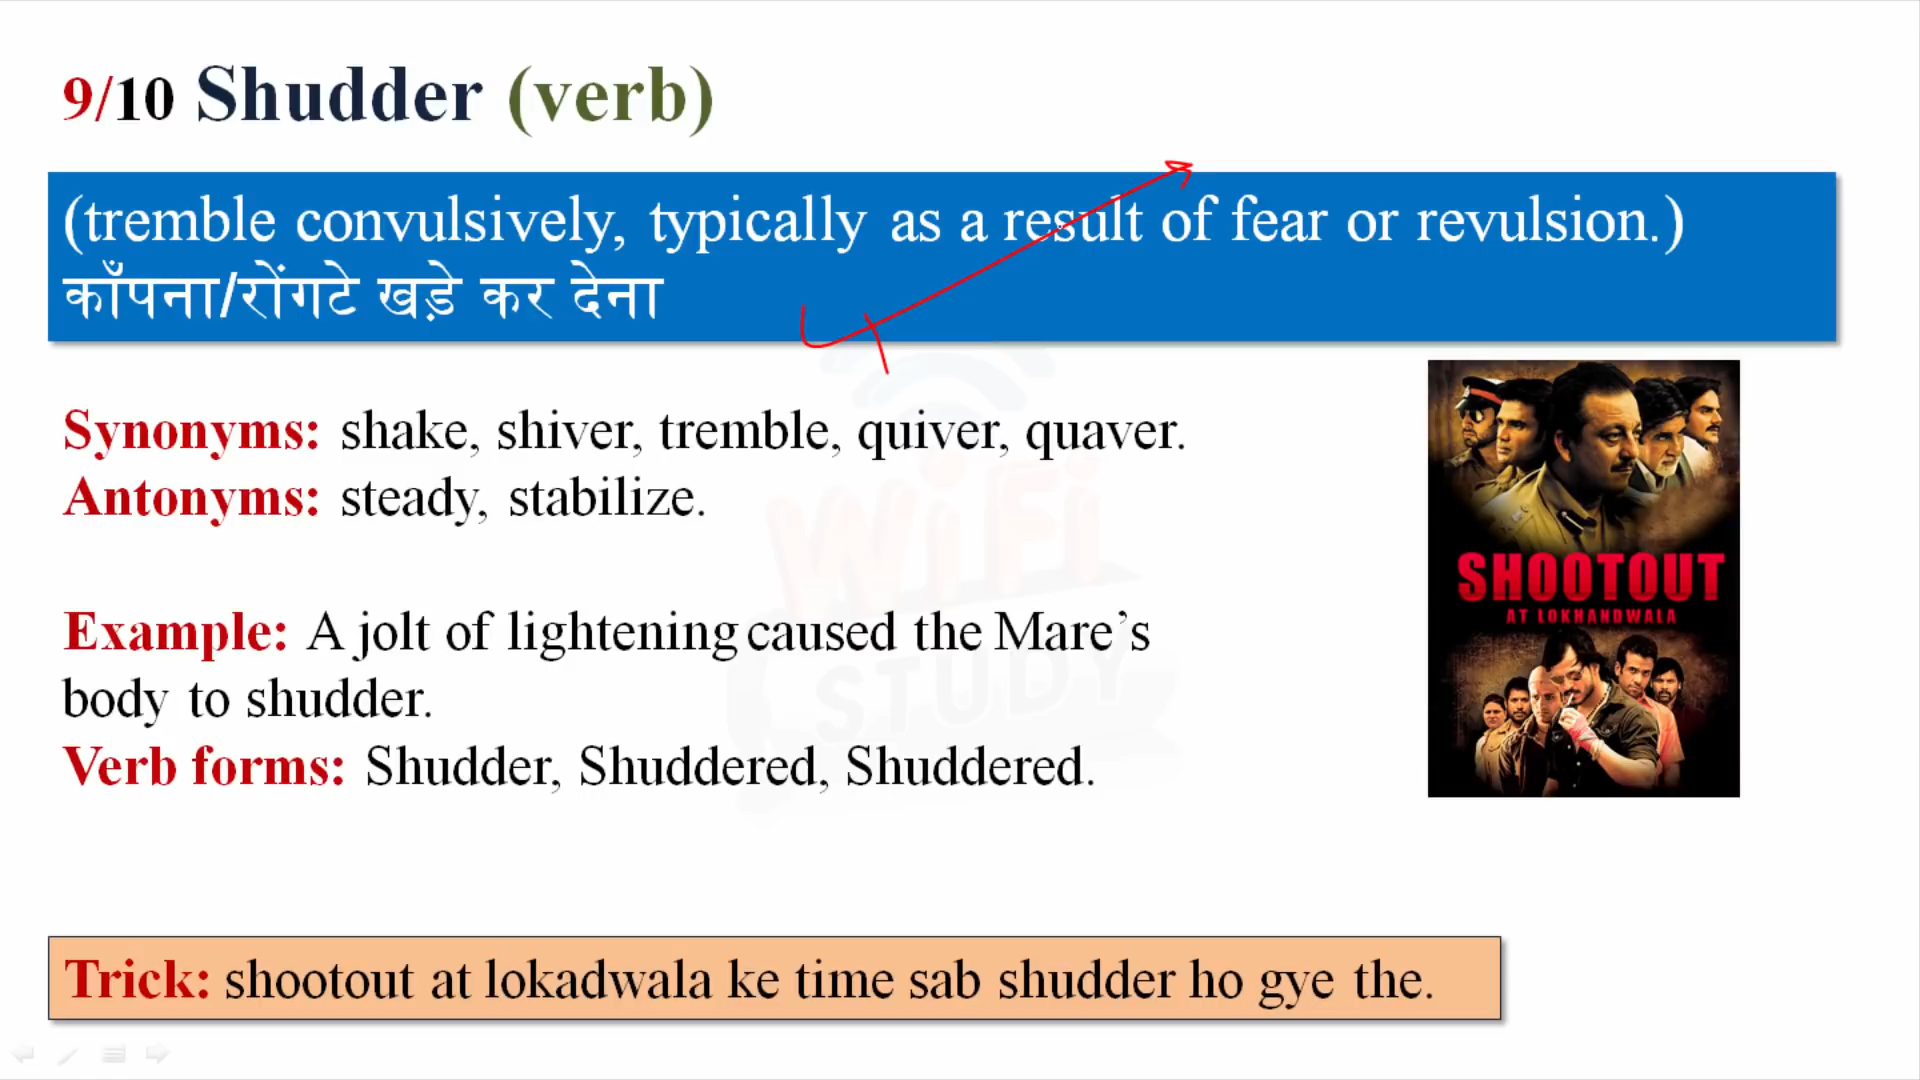 9/10 Shudder (verb)
(tremble convulsively, typically as a result of fear or revulsion.)
काँपना/रोंगटे खड़े कर देना
Synonyms: shake, shiver, tremble, quiver, quaver.
Antonyms: steady, stabilize.
SHOOTOUT
AT LOKHANDWALA
WiFi
STUDY
Example: A jolt of lightening caused the Mare’s
body to shudder.
Verb forms: Shudder, Shuddered, Shuddered.
Trick: shootout at lokadwala ke time sab shudder ho gye the.